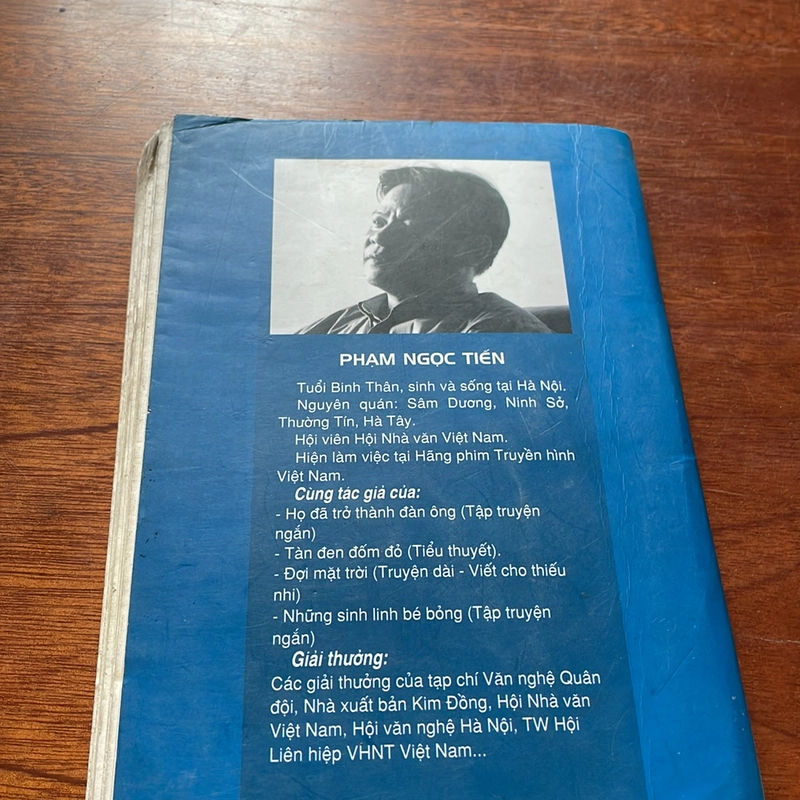 PHẠM NGỌC TIẾN
Tuổi Bính Thân, sinh và sống tại Hà Nội.
Nguyên quán: Sâm Dương, Ninh Sở,
Thường Tín, Hà Tây.
Hội viên Hội Nhà văn Việt Nam.
Hiện làm việc tại Hãng phim Truyền hình
Việt Nam.
Cùng tác giả của:
- Họ đã trở thành đàn ông (Tập truyện
ngắn)
- Tàn đen đốm đỏ (Tiểu thuyết).
- Đợi mặt trời (Truyện dài - Viết cho thiếu
nhi)
- Những sinh linh bé bỏng (Tập truyện
ngắn)
Giải thưởng:
Các giải thưởng của tạp chí Văn nghệ Quân
đội, Nhà xuất bản Kim Đồng, Hội Nhà văn
Việt Nam, Hội văn nghệ Hà Nội, TW Hội
Liên hiệp VHNT Việt Nam...